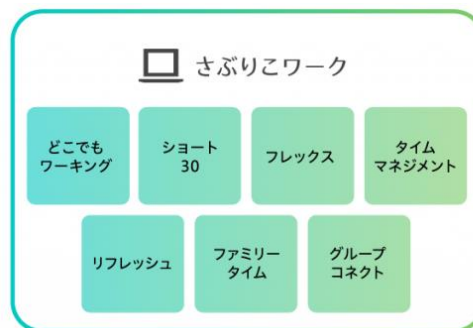 さぶりこワーク
どこでも
ワーキング
ショート
30
フレックス
タイム
マネジメント
リフレッシュ
ファミリー
タイム
グループ
コネクト